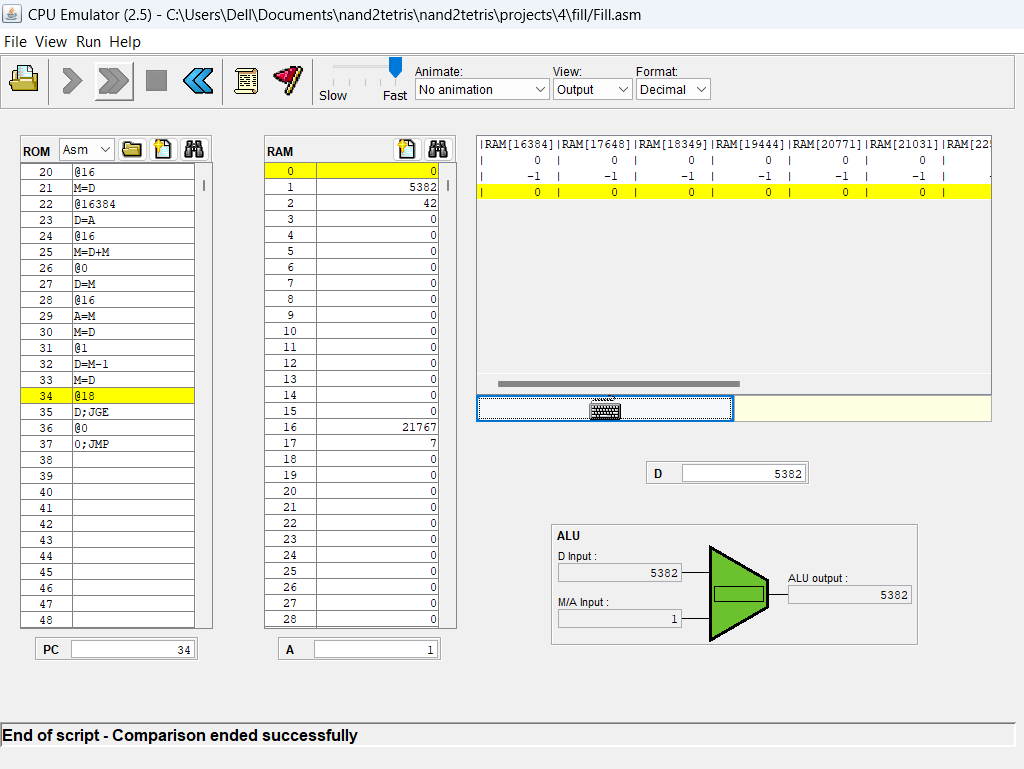 CPU Emulator (2.5) - C:\Users\Dell\Documents\nand2tetris\nand2tetris\projects\4\fill/Fill.asm
File View Run Help
Slow Fast
Animate: View: Format:
No animation Output Decimal
ROM Asm
20 @16
21 M=D
22 @16384
23 D=A
24 @16
25 M=D+M
26 @0
27 D=M
28 @16
29 A=M
30 M=D
31 @1
32 D=M-1
33 M=D
34 @18
35 D;JGE
36 @0
37 0;JMP
38
39
40
41
42
43
44
45
46
47
48
PC 34
RAM
0 0
1 5382
2 42
3 0
4 0
5 0
6 0
7 0
8 0
9 0
10 0
11 0
12 0
13 0
14 0
15 0
16 21767
17 7
18 0
19 0
20 0
21 0
22 0
23 0
24 0
25 0
26 0
27 0
28 0
A 1
|RAM[16384]|RAM[17648]|RAM[18349]|RAM[19444]|RAM[20771]|RAM[21031]|RAM[225
| 0 | 0 | 0 | 0 | 0 | 0 |
| -1 | -1 | -1 | -1 | -1 | -1 |
| 0 | 0 | 0 | 0 | 0 | 0 |
D 5382
ALU
D Input :
5382
M/A Input :
1
ALU output :
5382
End of script - Comparison ended successfully